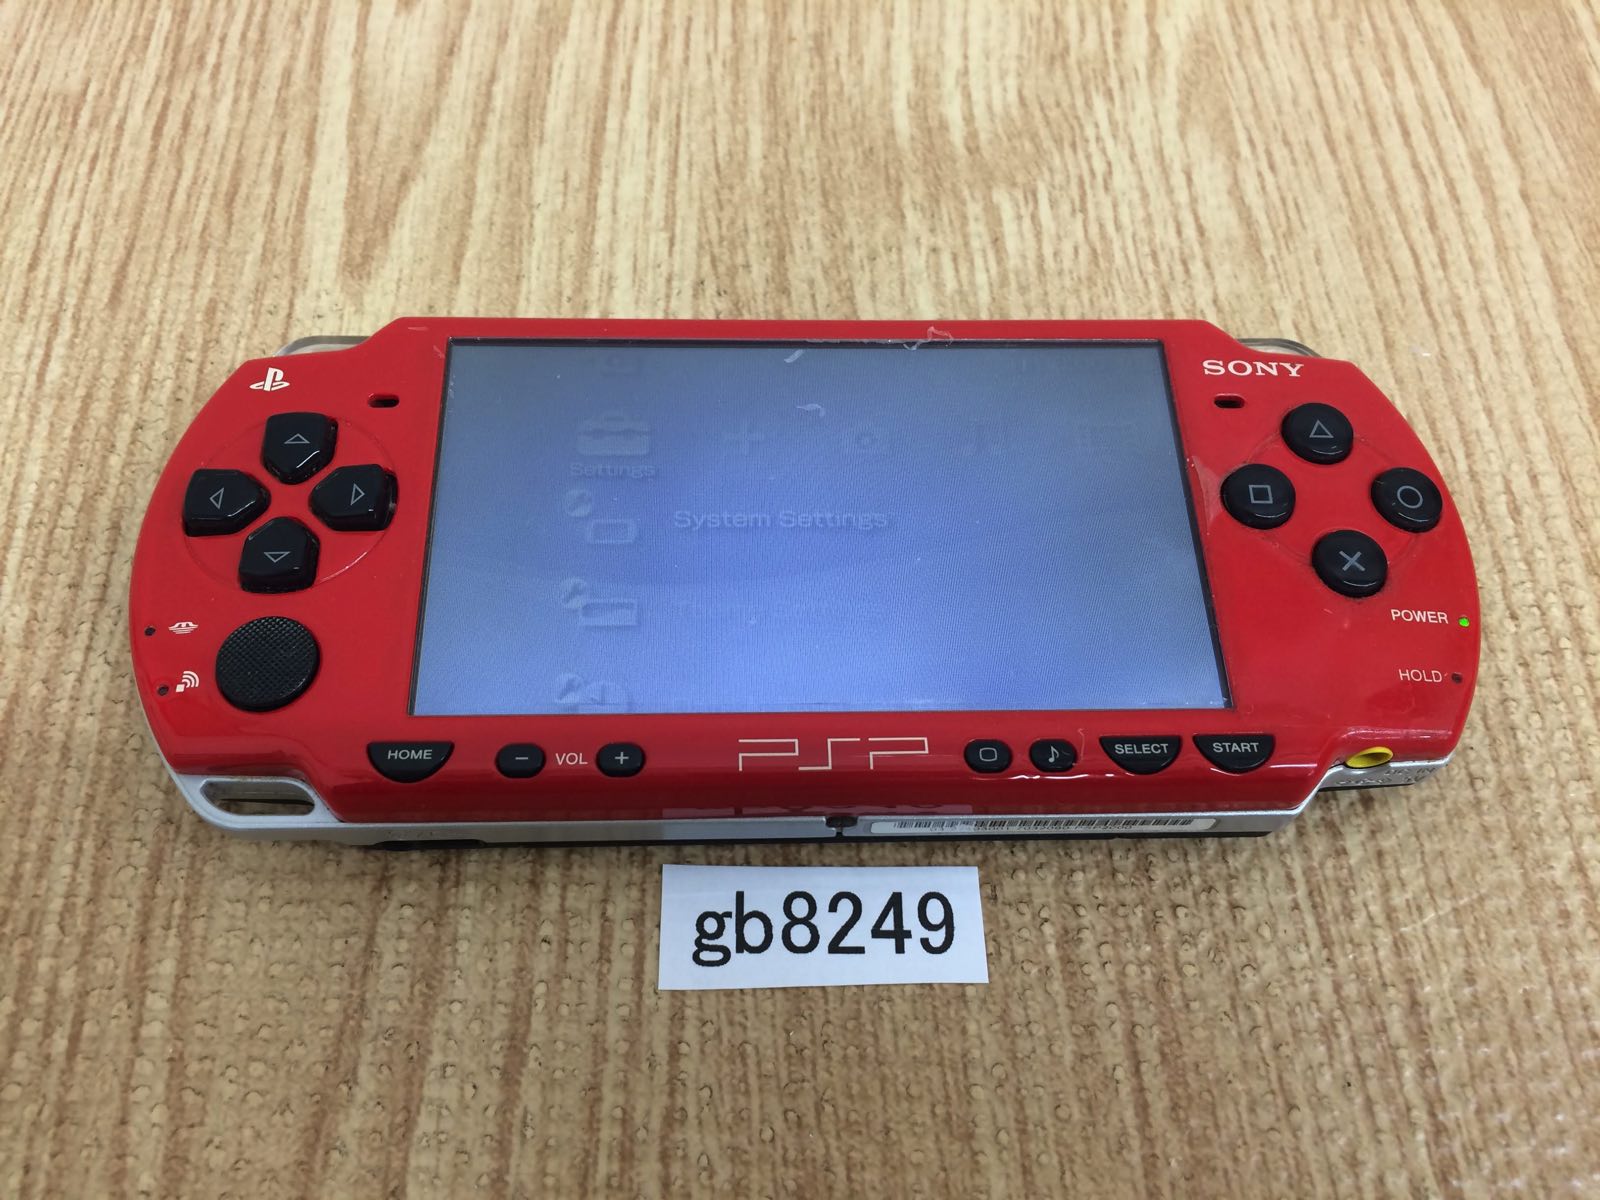 SONY
Settings
System Settings
POWER
HOLD
HOME
VOL
PSP
SELECT
START
gb8249